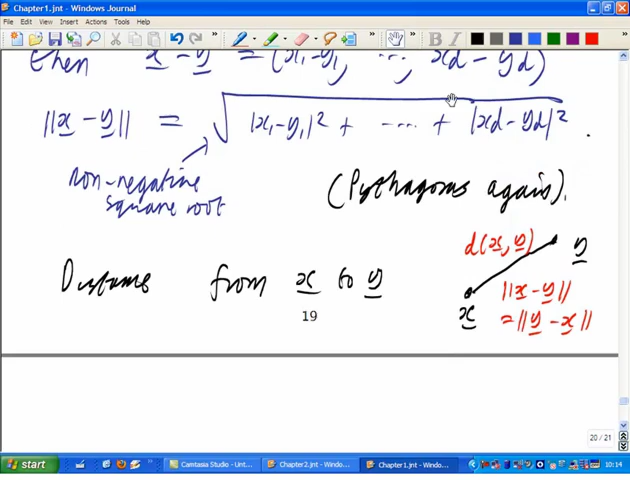 Chapter1.jnt - Windows Journal
File Edit View Insert Actions Tools Help
then x - y = (x1-y1, ..., xd - yd)
||x - y|| = √|x1-y1|² + ---- + |xd-yd|² .
Non-negative
square root
(Pythagoras again).
d(x, y)
y
Distance from x to y
||x - y||
x
= ||y - x||
19
20 / 21
start
Camtasia Studio - Unt...
Chapter2.jnt - Windo...
Chapter1.jnt - Windo...
10:14